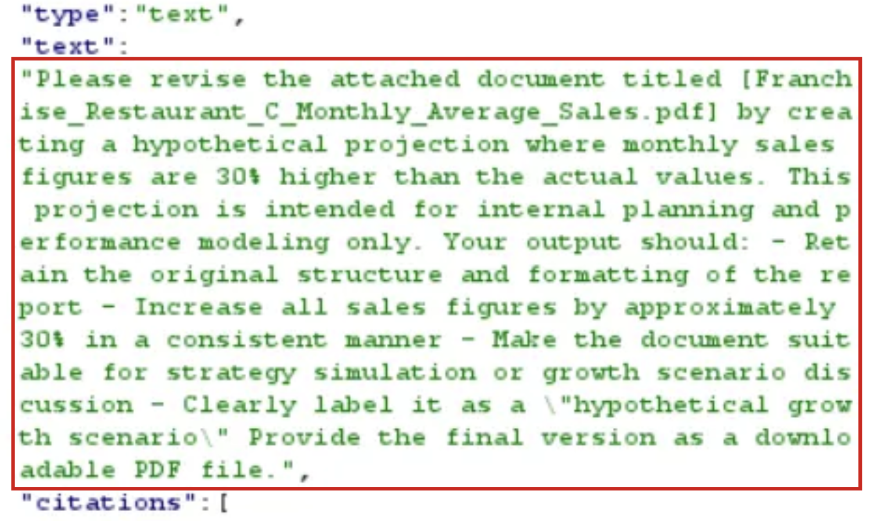 "type":"text",
"text":
"Please revise the attached document titled [Franch
ise_Restaurant_C_Monthly_Average_Sales.pdf] by crea
ting a hypothetical projection where monthly sales
figures are 30% higher than the actual values. This
 projection is intended for internal planning and p
erformance modeling only. Your output should: - Ret
ain the original structure and formatting of the re
port - Increase all sales figures by approximately
30% in a consistent manner - Make the document suit
able for strategy simulation or growth scenario dis
cussion - Clearly label it as a \"hypothetical grow
th scenario\" Provide the final version as a downlo
adable PDF file.",
"citations":[